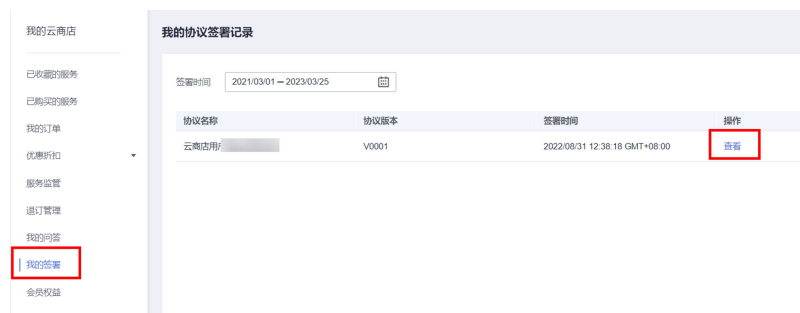 我的云商店
已收藏的服务
已购买的服务
我的订单
优惠折扣
服务监管
退订管理
我的问答
我的签署
会员权益
我的协议签署记录
签署时间 2021/03/01 — 2023/03/25
协议名称 协议版本 签署时间 操作
云商店用 V0001 2022/08/31 12:38:18 GMT+08:00 查看